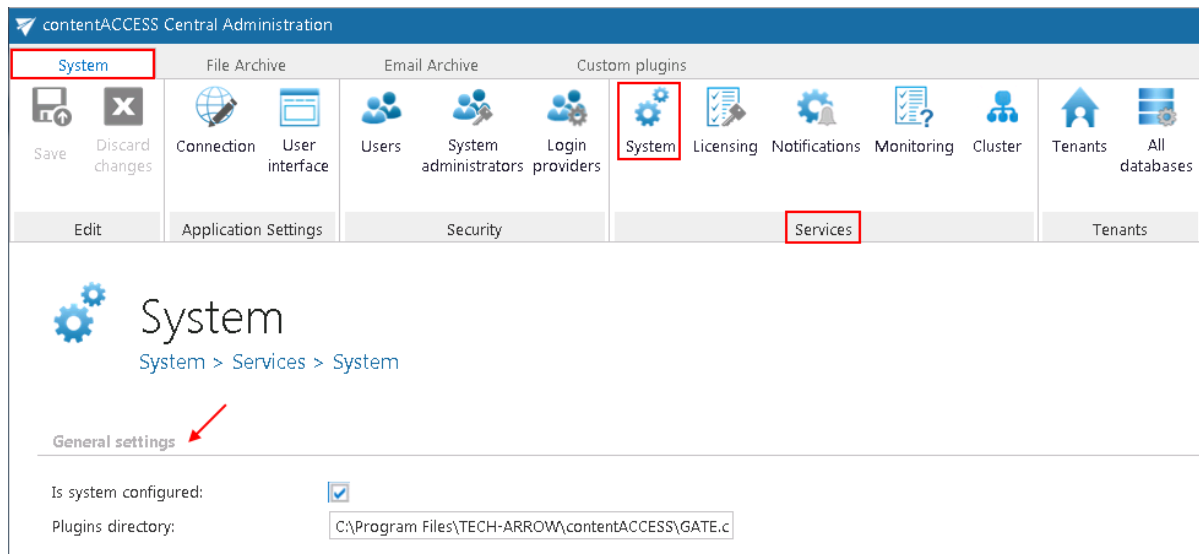 contentACCESS Central Administration
System File Archive Email Archive Custom plugins
Save Discard changes Connection User interface Users System administrators Login providers System Licensing Notifications Monitoring Cluster Tenants All databases
Edit Application Settings Security Services Tenants
System
System > Services > System
General settings
Is system configured:
Plugins directory: C:\Program Files\TECH-ARROW\contentACCESS\GATE.c